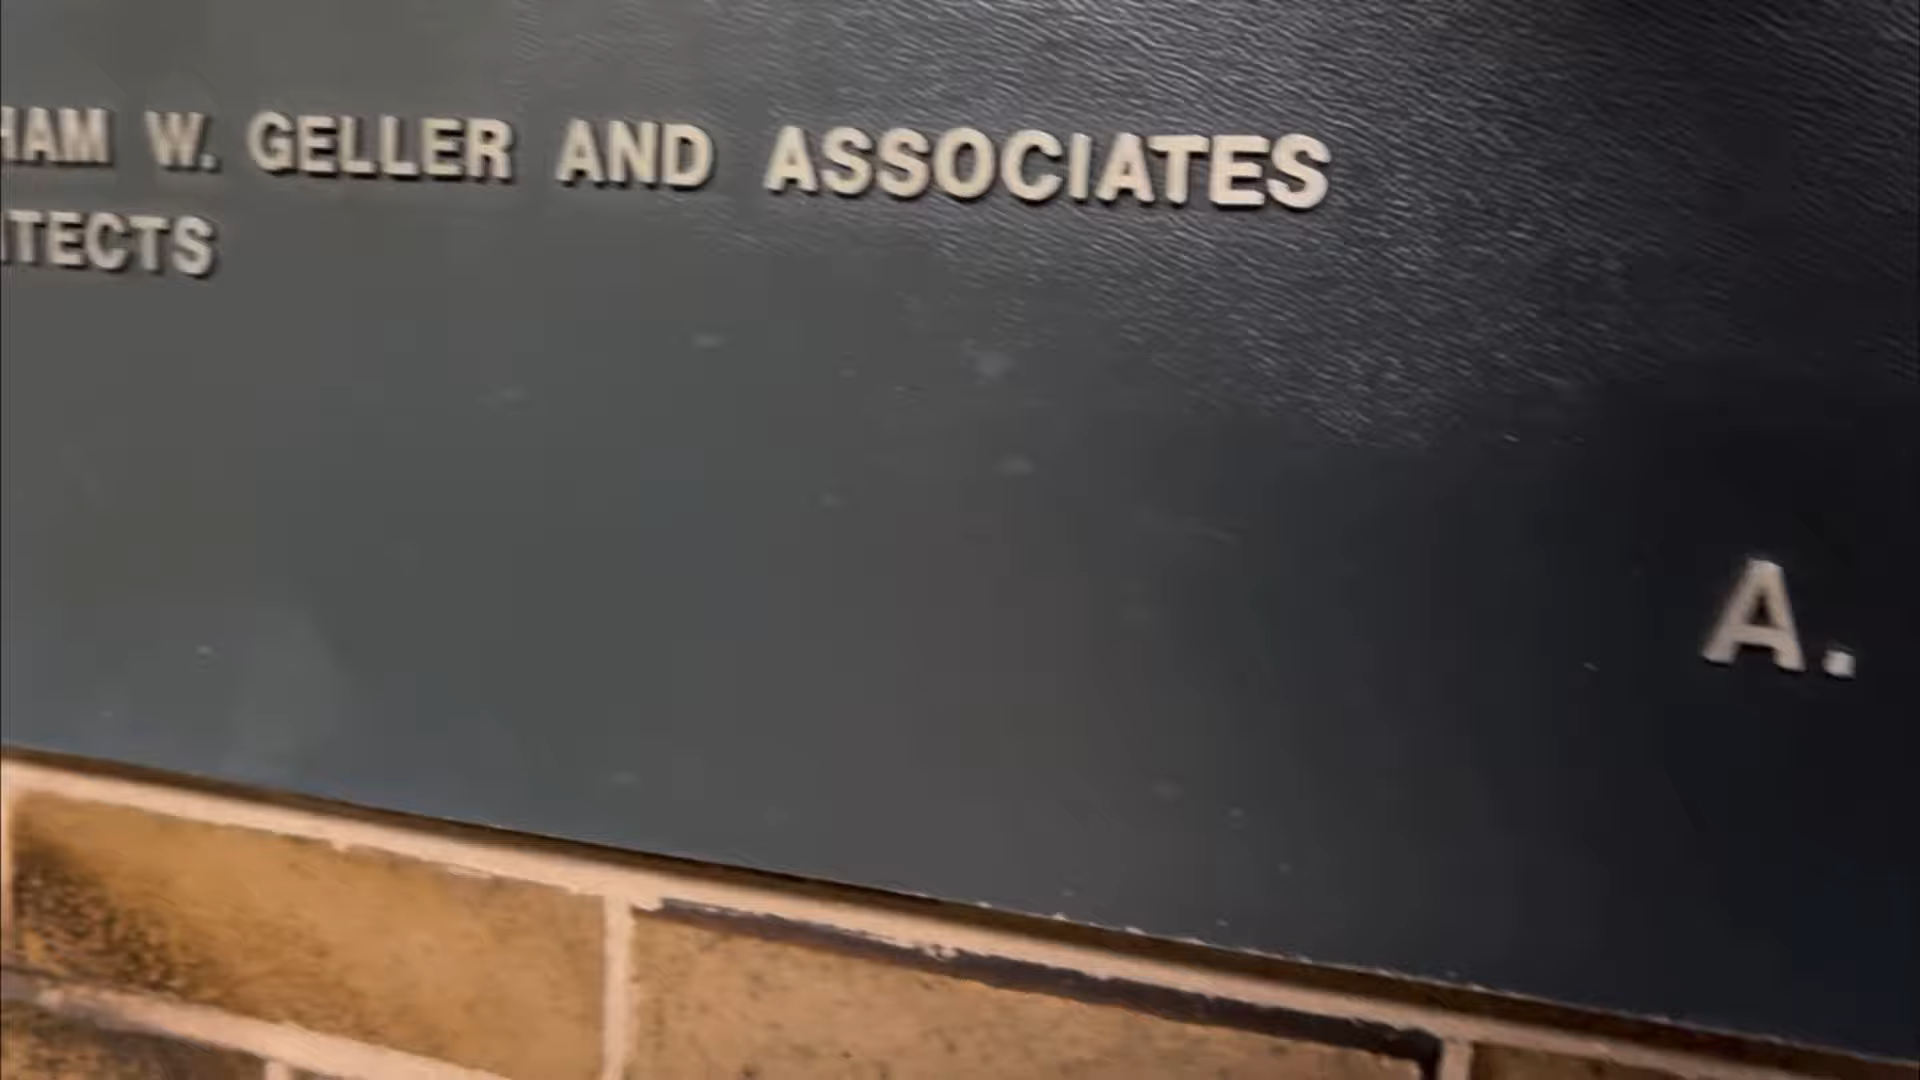 HAM W. GELLER AND ASSOCIATES
ITECTS
A.